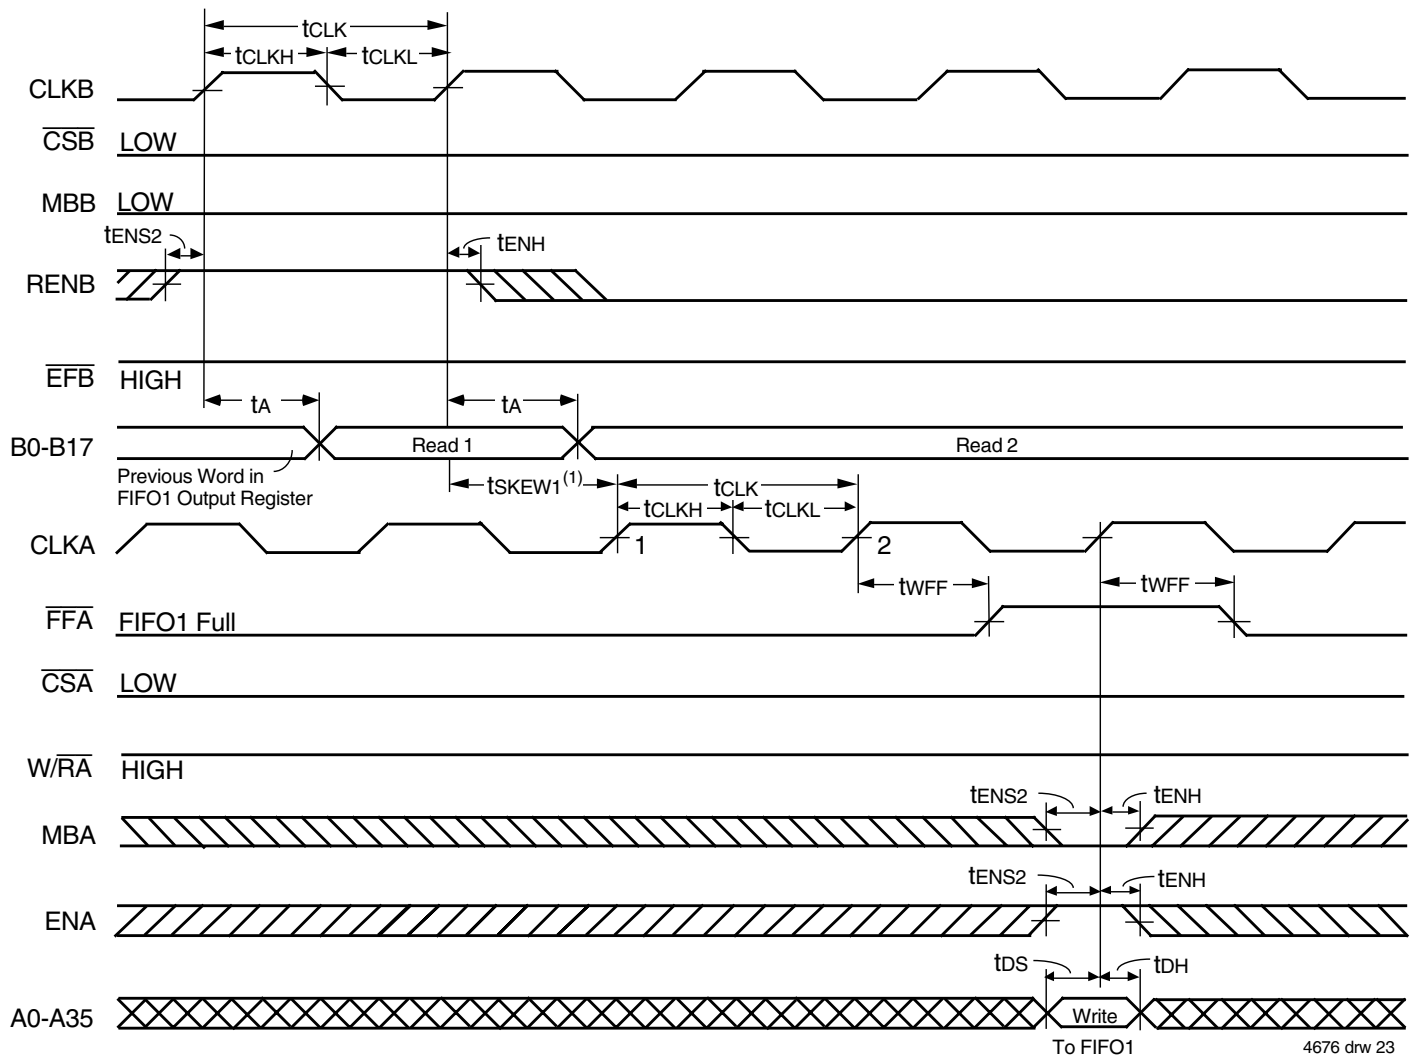 tCLK
tCLKH tCLKL
CLKB
CSB LOW
MBB LOW
tENS2 tENH
RENB
EFB HIGH
tA tA
B0-B17 Read 1 Read 2
Previous Word in
FIFO1 Output Register
tSKEW1(1) tCLK
tCLKH tCLKL
CLKA 1 2
tWFF tWFF
FFA FIFO1 Full
CSA LOW
W/RA HIGH
tENS2 tENH
MBA
tENS2 tENH
ENA
tDS tDH
A0-A35 Write
To FIFO1
4676 drw 23